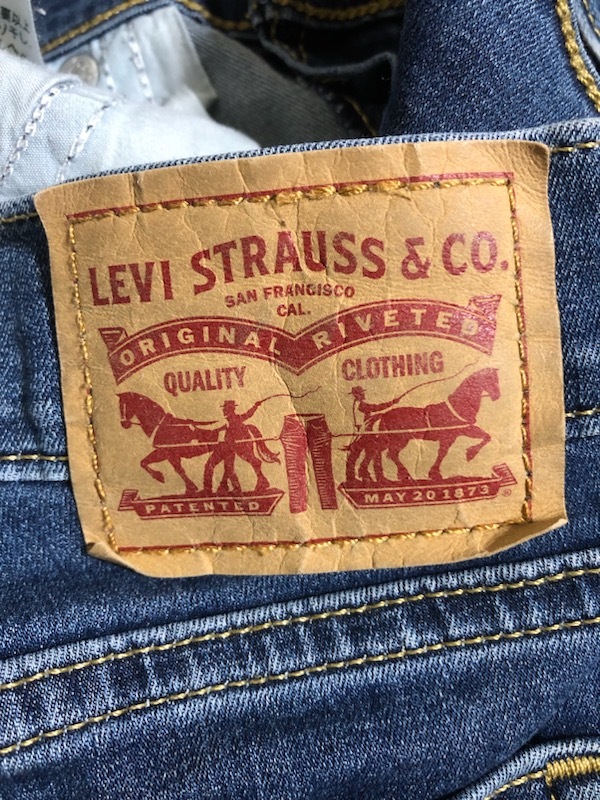 LEVI STRAUSS & CO.
SAN FRANCISCO
CAL.
ORIGINAL RIVETED
QUALITY CLOTHING
PATENTED MAY 20 1873 ®